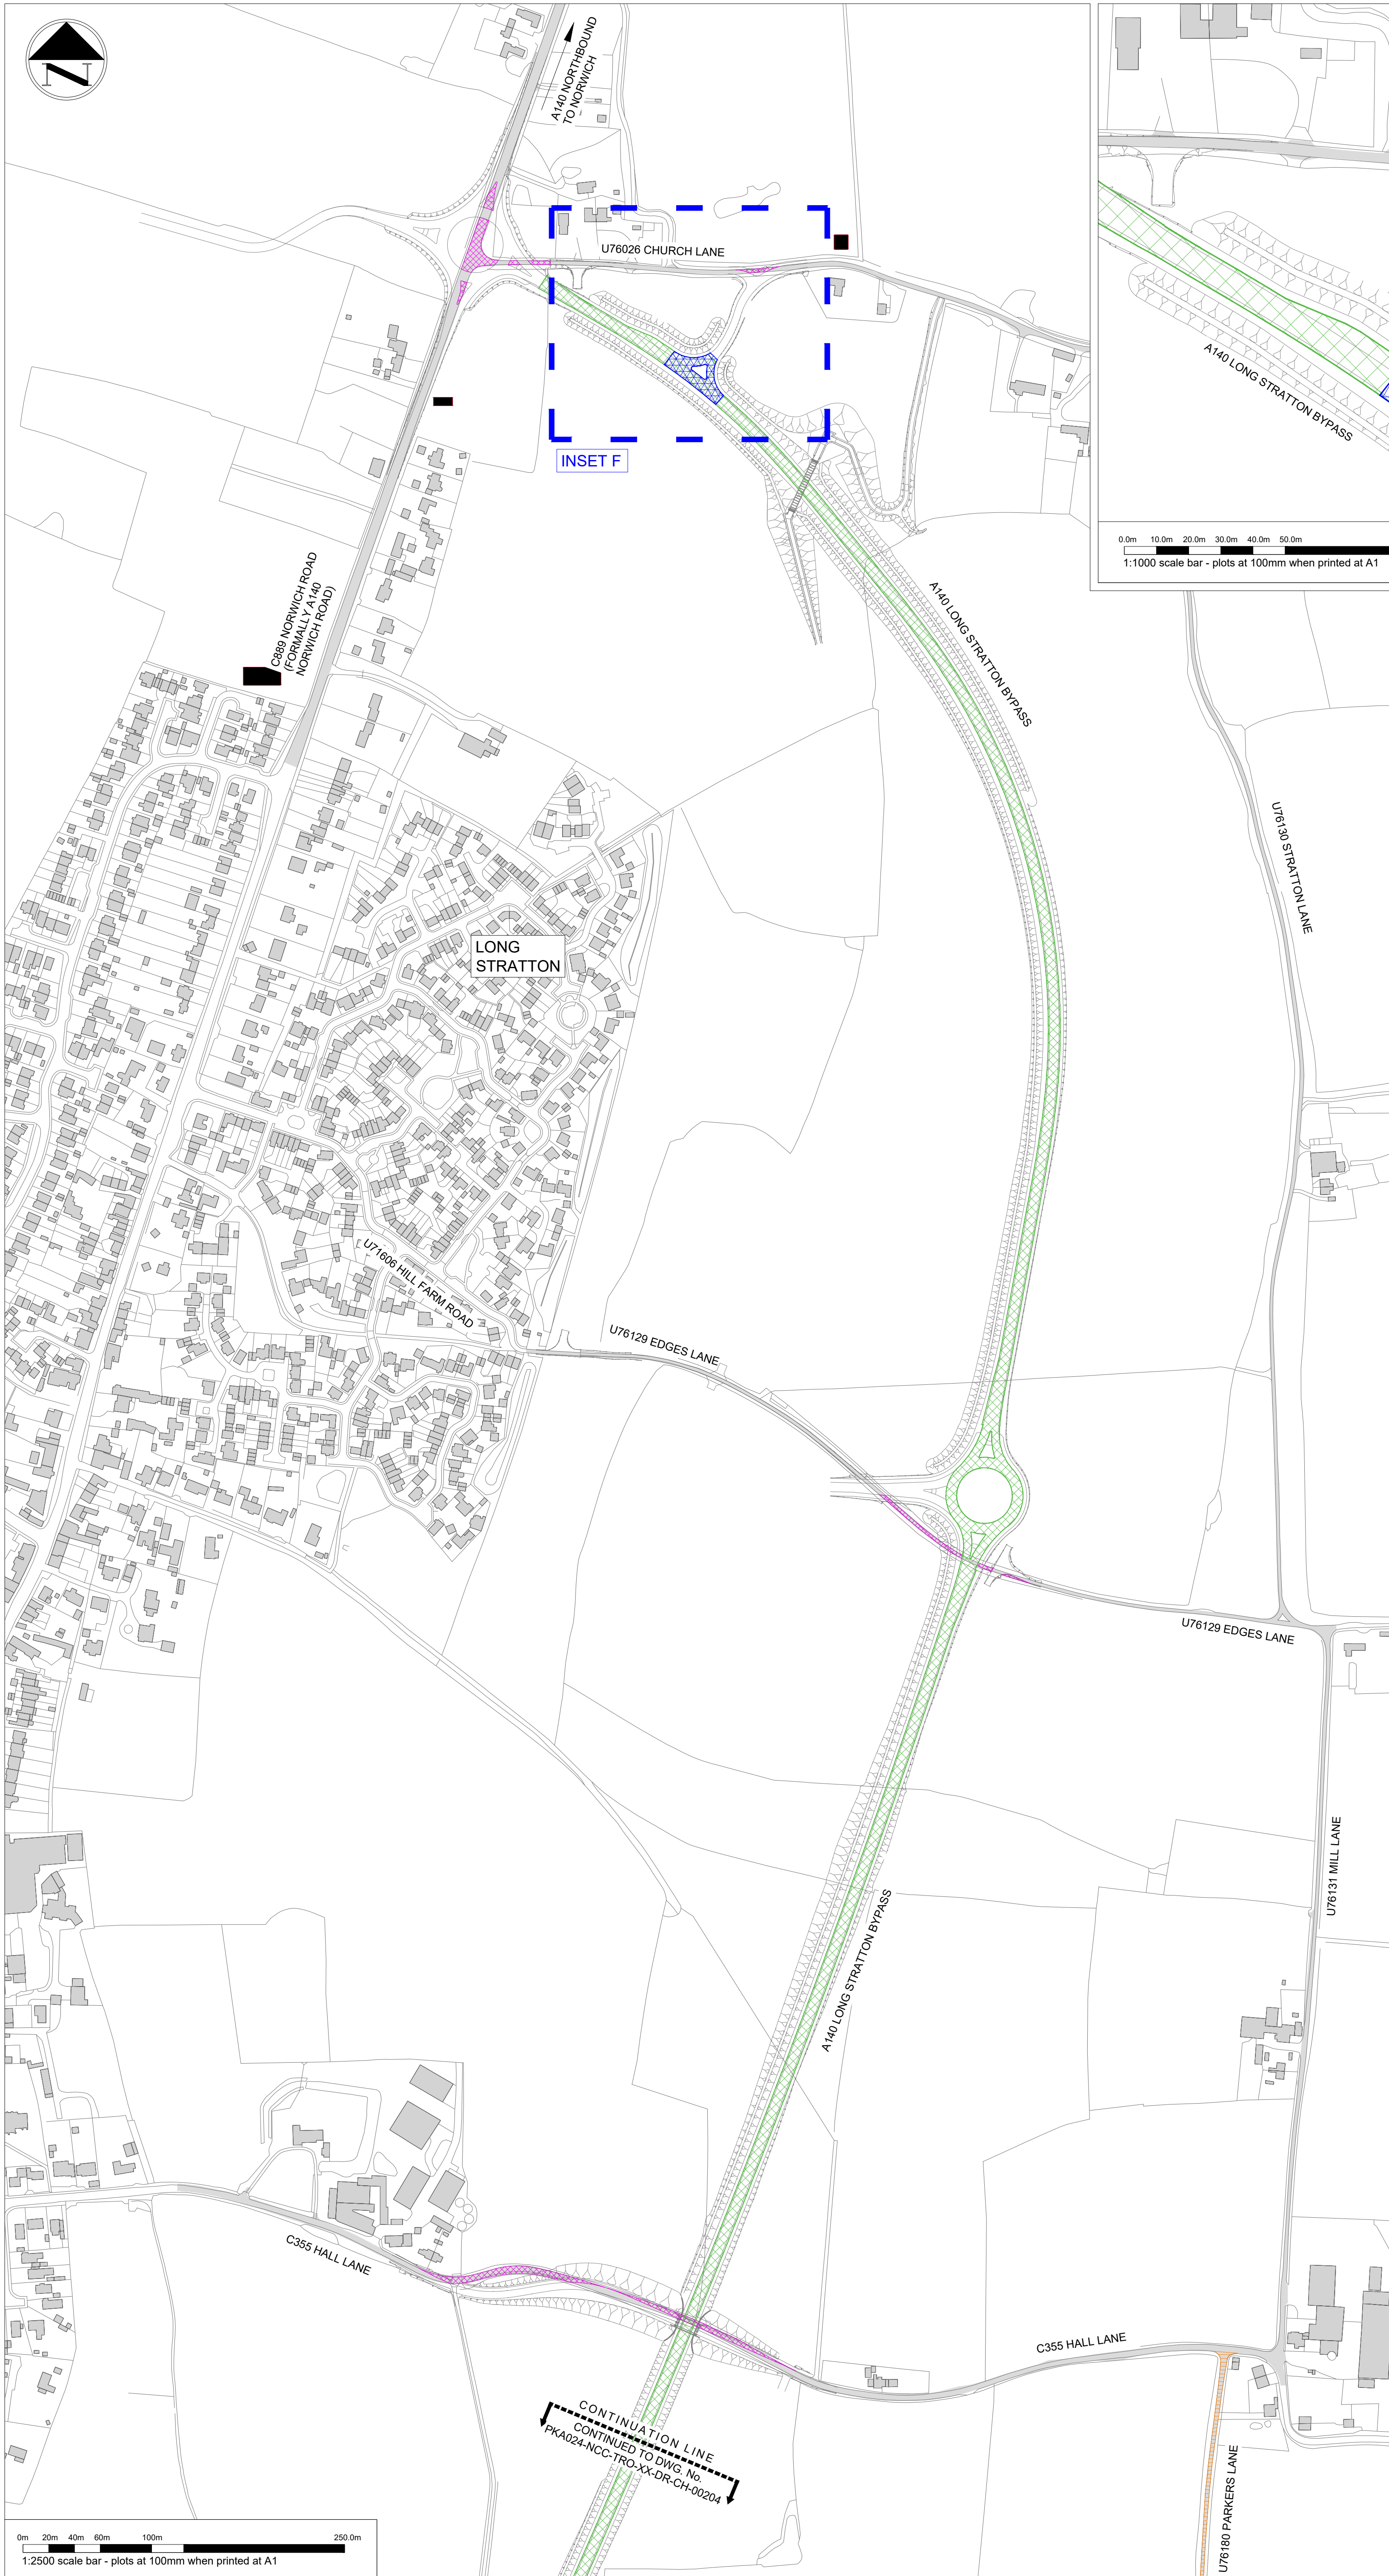 N
A140 NORTHBOUND
TO NORWICH
U76026 CHURCH LANE
INSET F
A140 LONG STRATTON BYPASS
0.0m 10.0m 20.0m 30.0m 40.0m 50.0m
1:1000 scale bar - plots at 100mm when printed at A1
C889 NORWICH ROAD
(FORMALLY A140
NORWICH ROAD)
A140 LONG STRATTON BYPASS
U76130 STRATTON LANE
LONG
STRATTON
U71606 HILL FARM ROAD
U76129 EDGES LANE
U76129 EDGES LANE
U76131 MILL LANE
A140 LONG STRATTON BYPASS
C355 HALL LANE
C355 HALL LANE
CONTINUATION LINE
CONTINUED TO DWG. No.
PKA024-NCC-TRO-XX-DR-CH-00204
U76180 PARKERS LANE
0m 20m 40m 60m 100m 250.0m
1:2500 scale bar - plots at 100mm when printed at A1